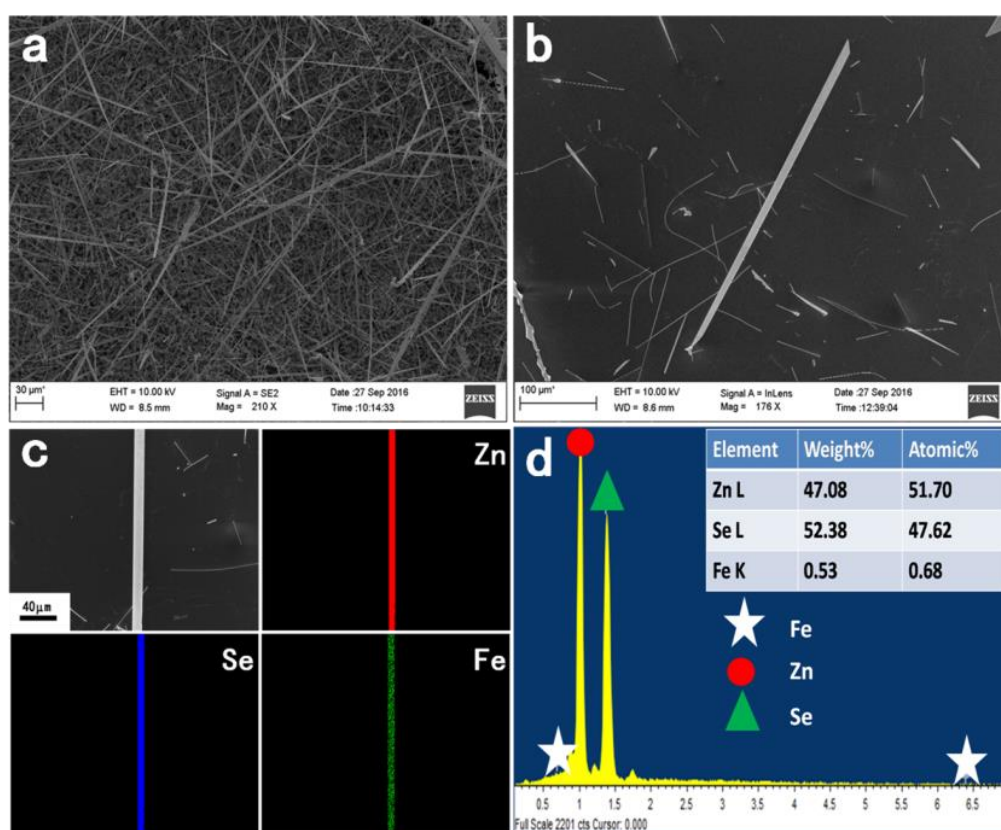 a
30 µm*
EHT = 10.00 kV
WD = 8.5 mm
Signal A = SE2
Mag = 210 X
Date :27 Sep 2016
Time :10:14:33
ZEISS
b
100 µm*
EHT = 10.00 kV
WD = 8.6 mm
Signal A = InLens
Mag = 176 X
Date :27 Sep 2016
Time :12:39:04
ZEISS
c
40μm
Zn
Se
Fe
d
Element Weight% Atomic%
Zn L 47.08 51.70
Se L 52.38 47.62
Fe K 0.53 0.68
Fe
Zn
Se
0.5 1 1.5 2 2.5 3 3.5 4 4.5 5 5.5 6 6.5
Full Scale 2201 cts Cursor: 0.000